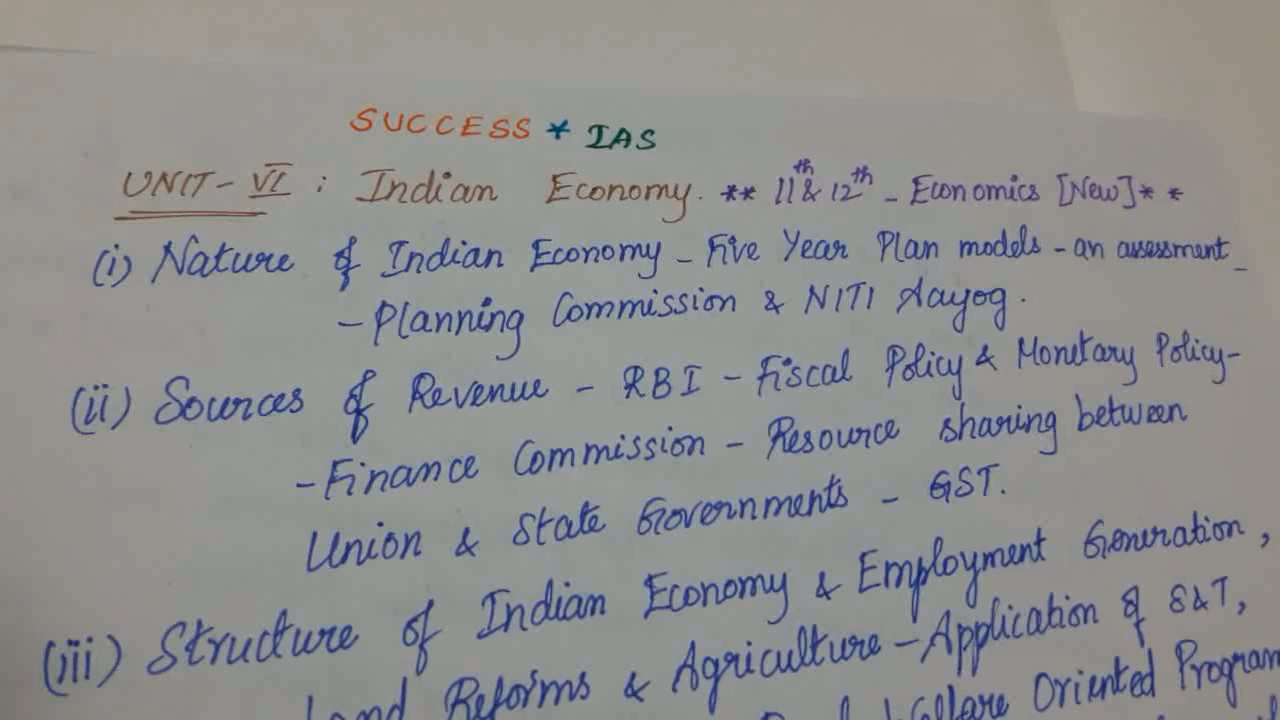 SUCCESS * IAS
UNIT - VI : Indian Economy. ** 11th & 12th - Economics [New] * *
(i) Nature of Indian Economy - Five Year Plan models - an assessment -
- Planning Commission & NITI Aayog.
(ii) Sources of Revenue - RBI - Fiscal Policy & Monetary Policy -
- Finance Commission - Resource sharing between
Union & State Governments - GST.
(iii) Structure of Indian Economy & Employment Generation,
Land Reforms & Agriculture - Application of S&T,
Welfare Oriented Program